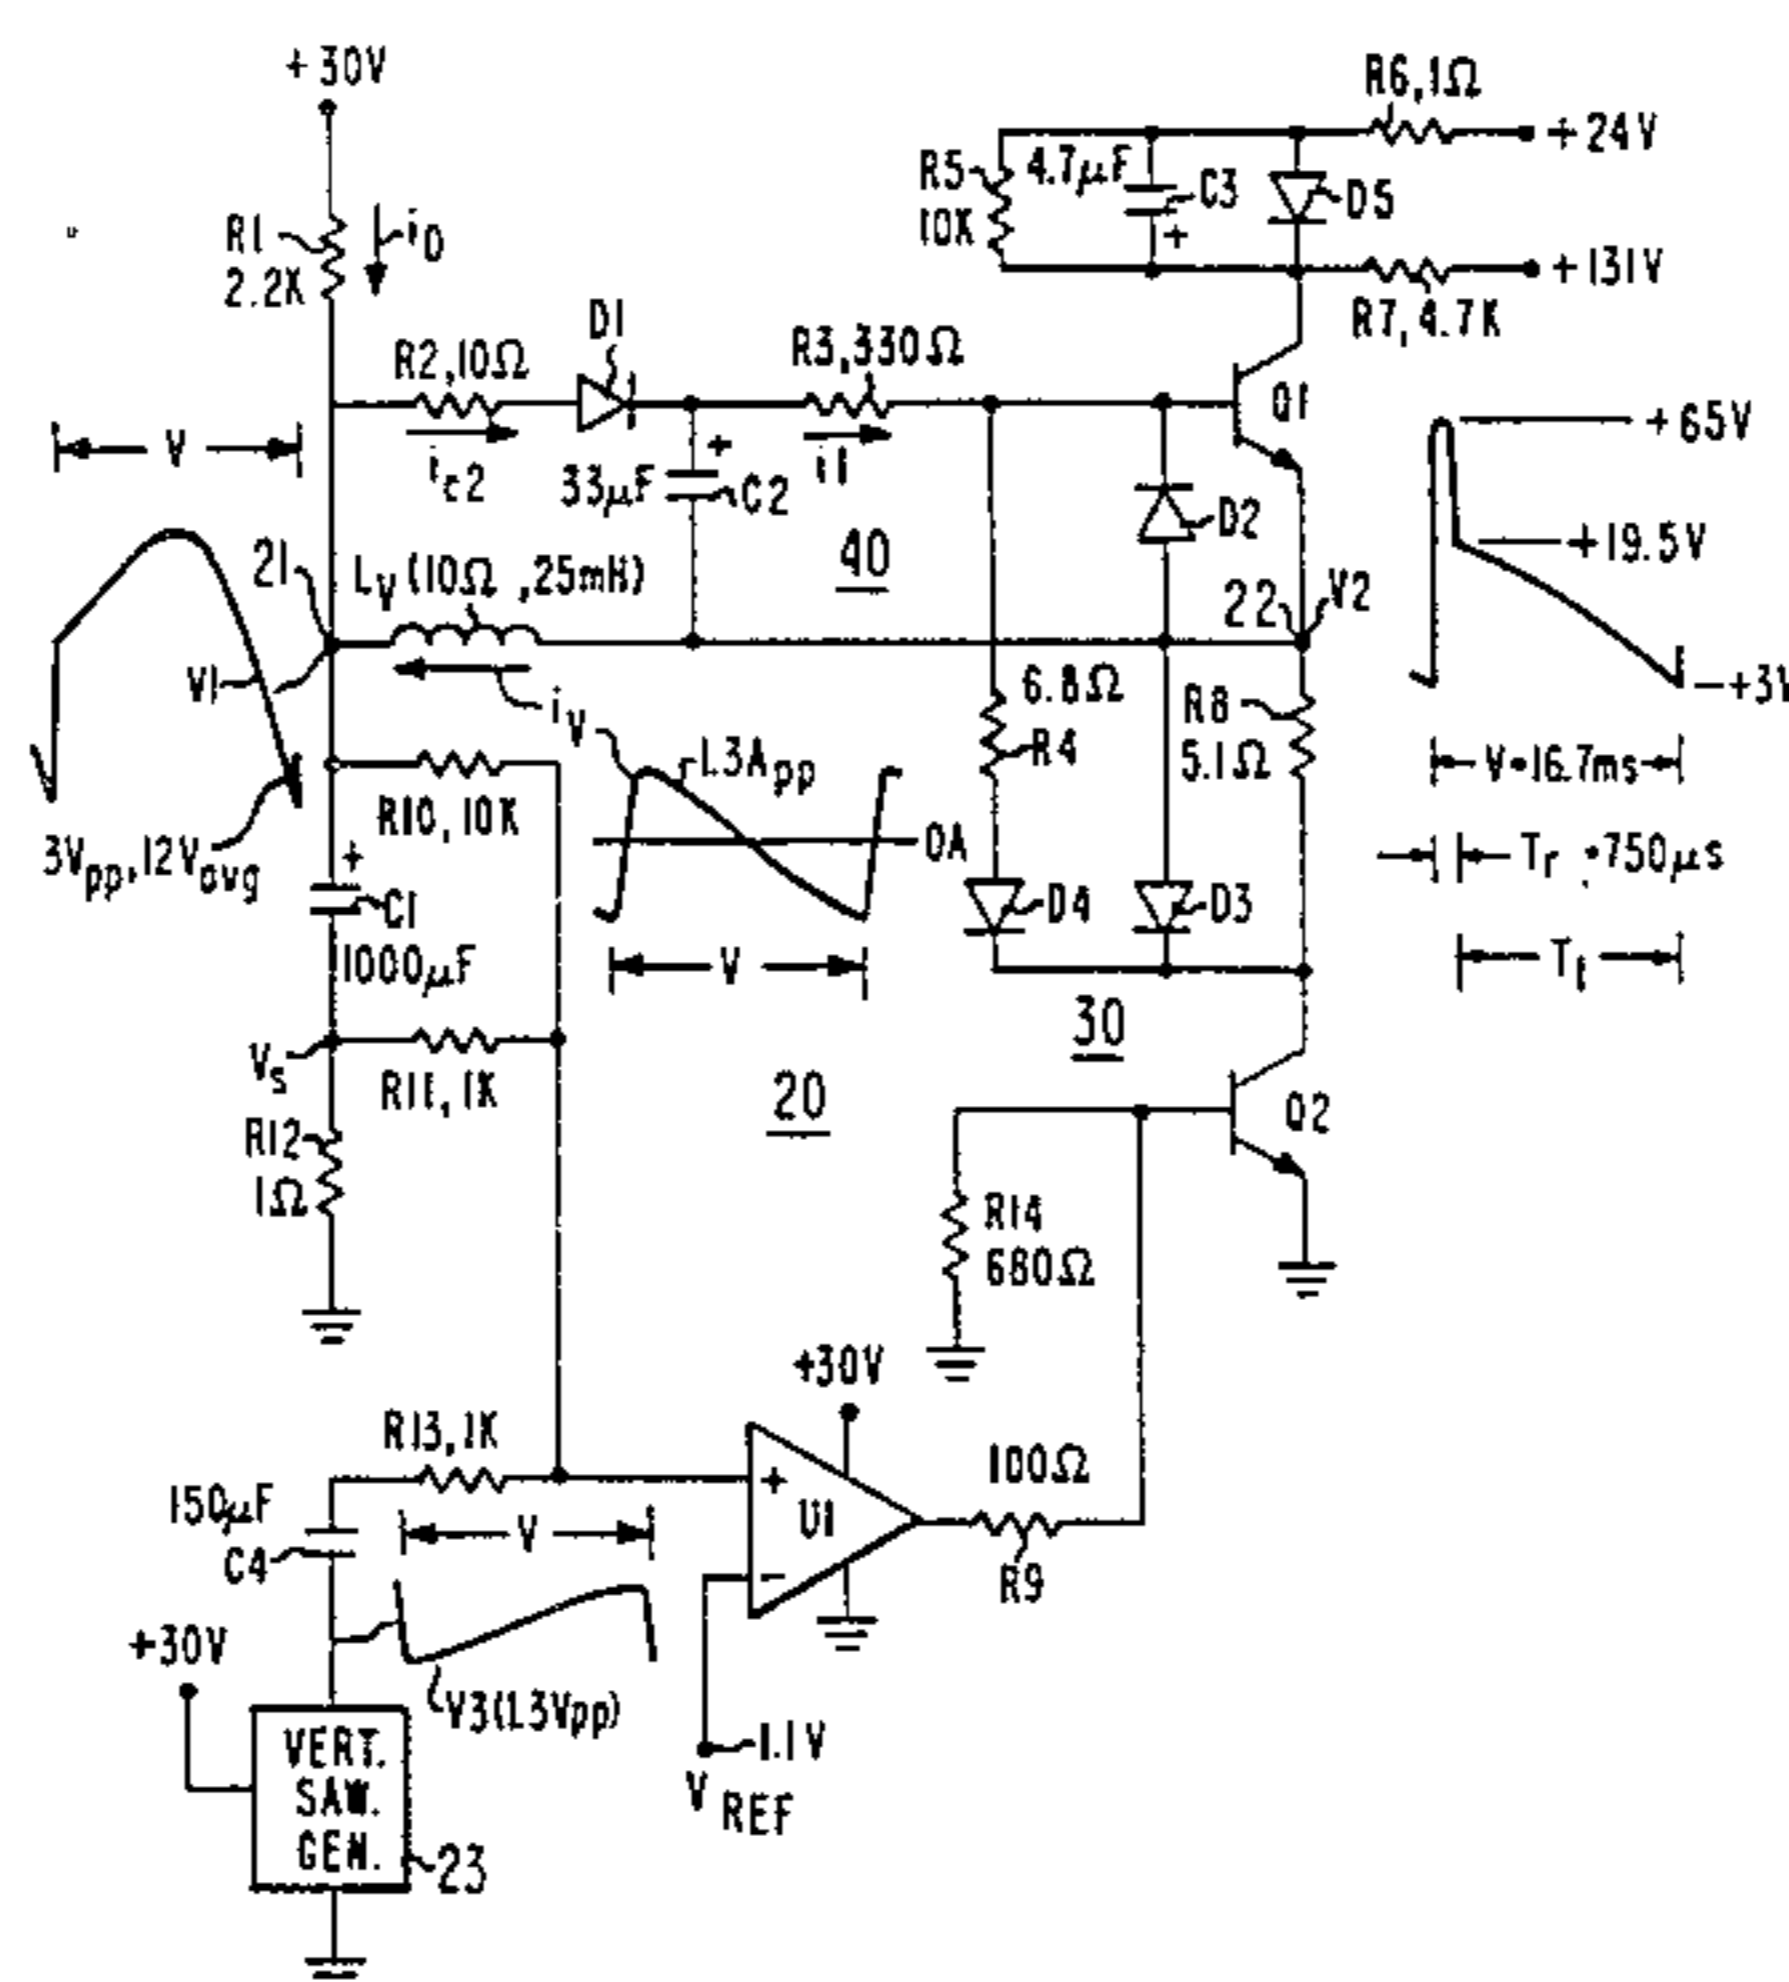 +30V
R6,1Ω
+24V
R5
10K
4.7μF
C3
+
D5
+131V
R7,4.7K
R1
2.2K
i0
D1
R2,10Ω
R3,330Ω
Q1
ic2
33μF
+
C2
i1
D2
+65V
+19.5V
V
40
21
LV (10Ω,25mH)
22
V2
V1
iV
6.8Ω
R4
R8
5.1Ω
+3V
V•16.7ms
1.3App
0A
R10,10K
3Vpp,12Vavg
+
C1
1000μF
D4
D3
Tr •750μs
V
Tt
30
VS
R11,1K
20
R12
1Ω
Q2
R14
680Ω
+30V
R13,1K
100Ω
150μF
C4
V
+
U1
-
R9
+30V
V3(1.3Vpp)
1.1V
VREF
VERT.
SAW.
GEN.
23